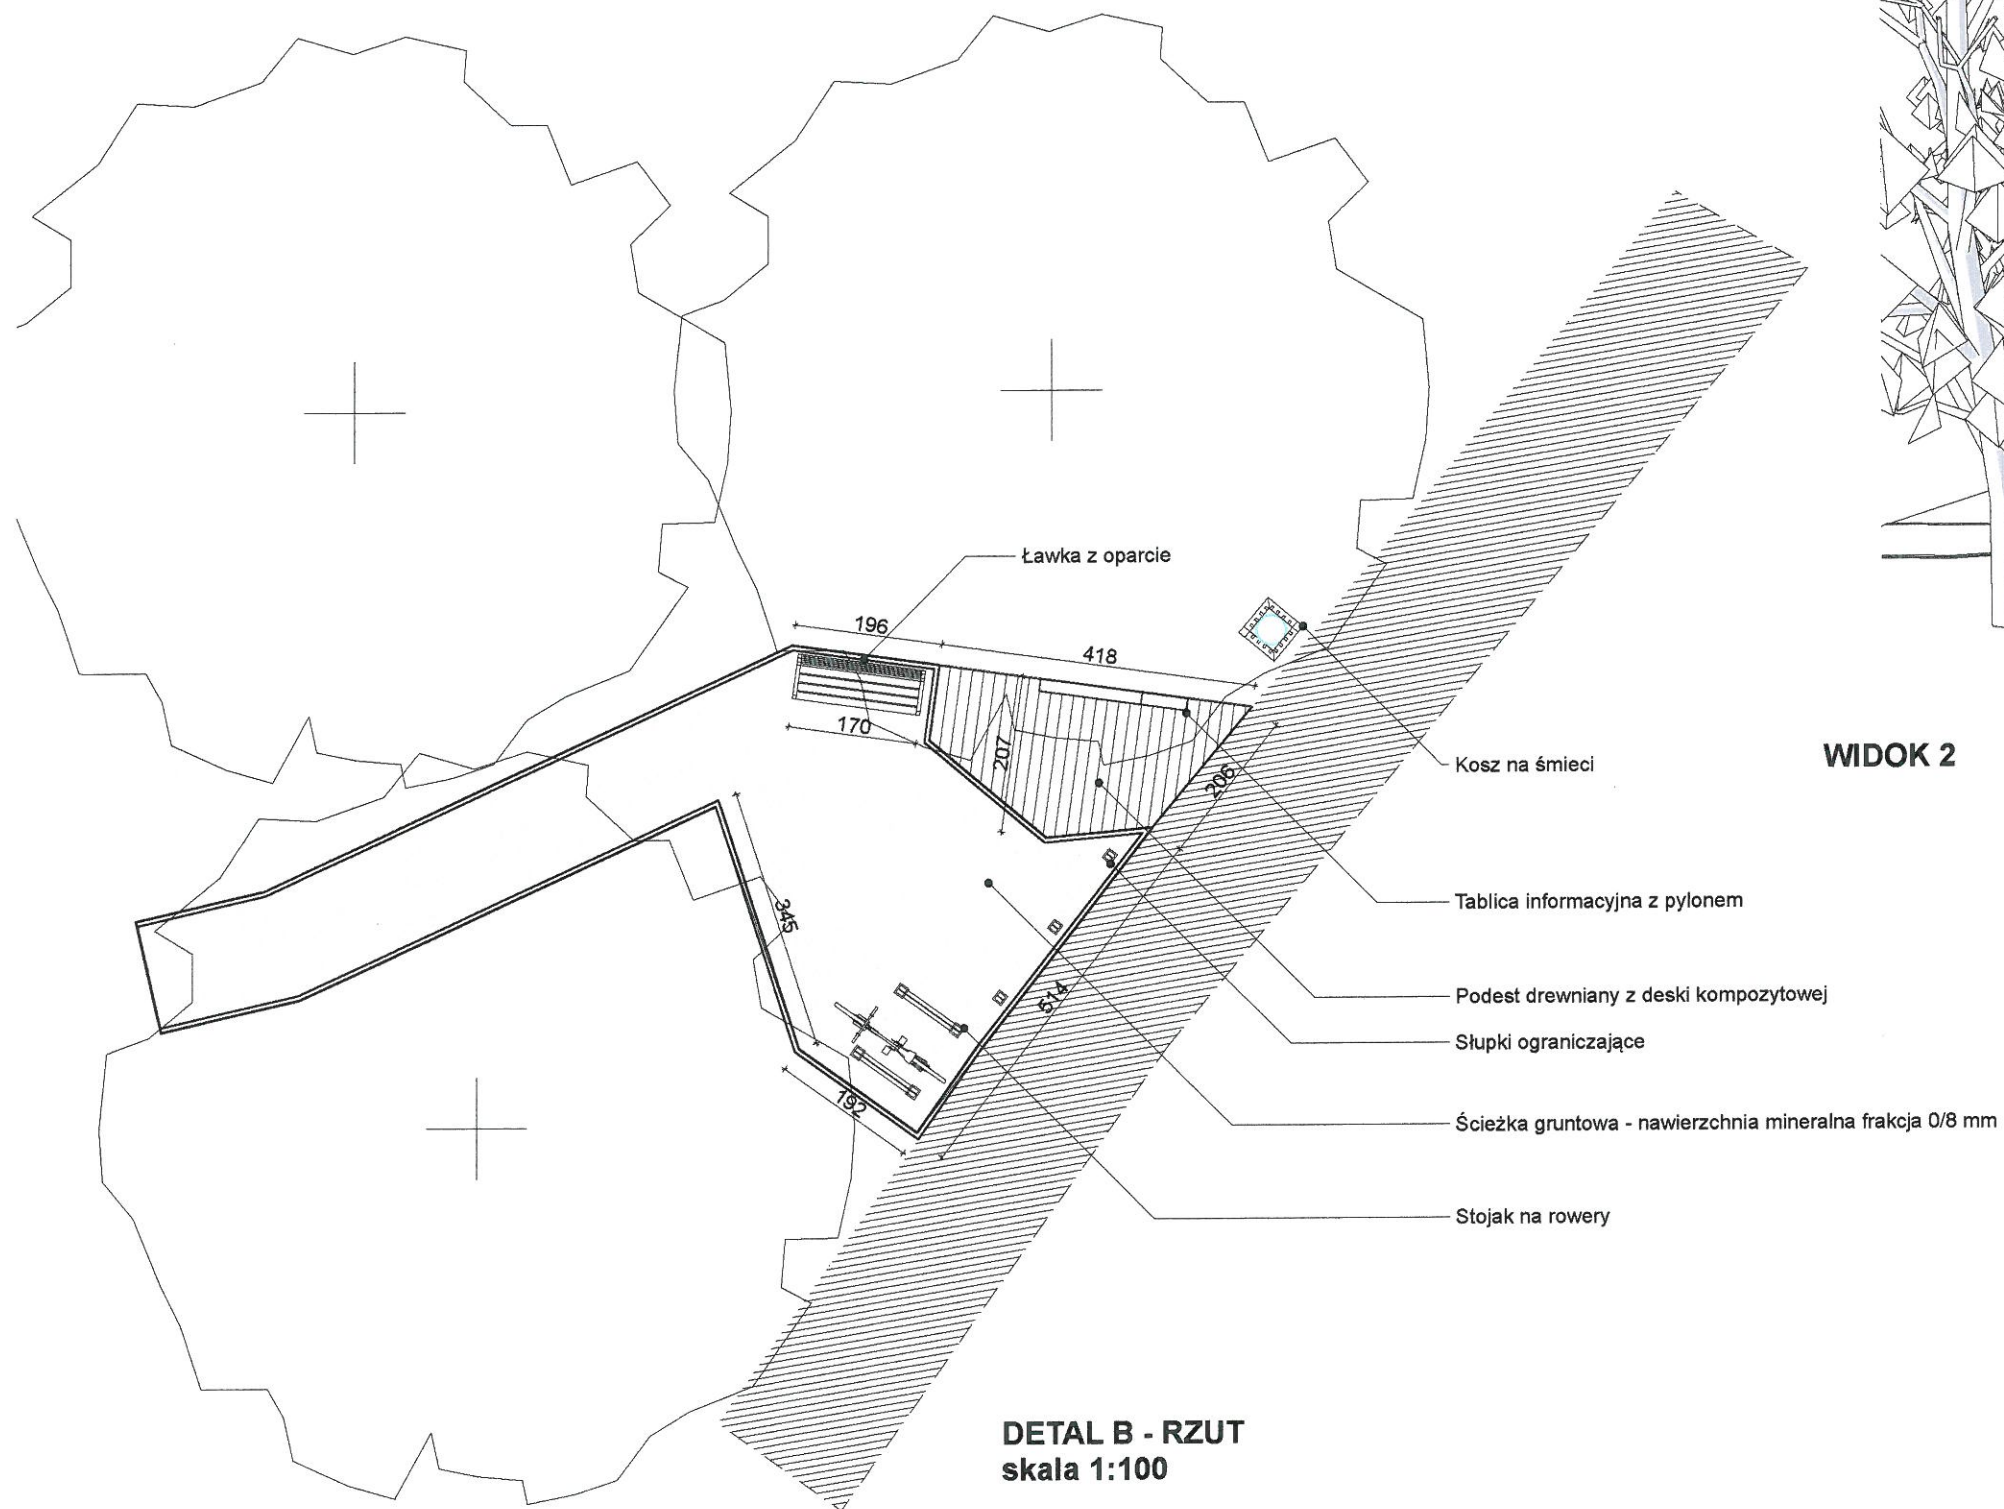 Ławka z oparcie
196
418
170
207
206
Kosz na śmieci
WIDOK 2
345
Tablica informacyjna z pylonem
514
Podest drewniany z deski kompozytowej
Słupki ograniczające
192
Ścieżka gruntowa - nawierzchnia mineralna frakcja 0/8 mm
Stojak na rowery
DETAL B - RZUT
skala 1:100